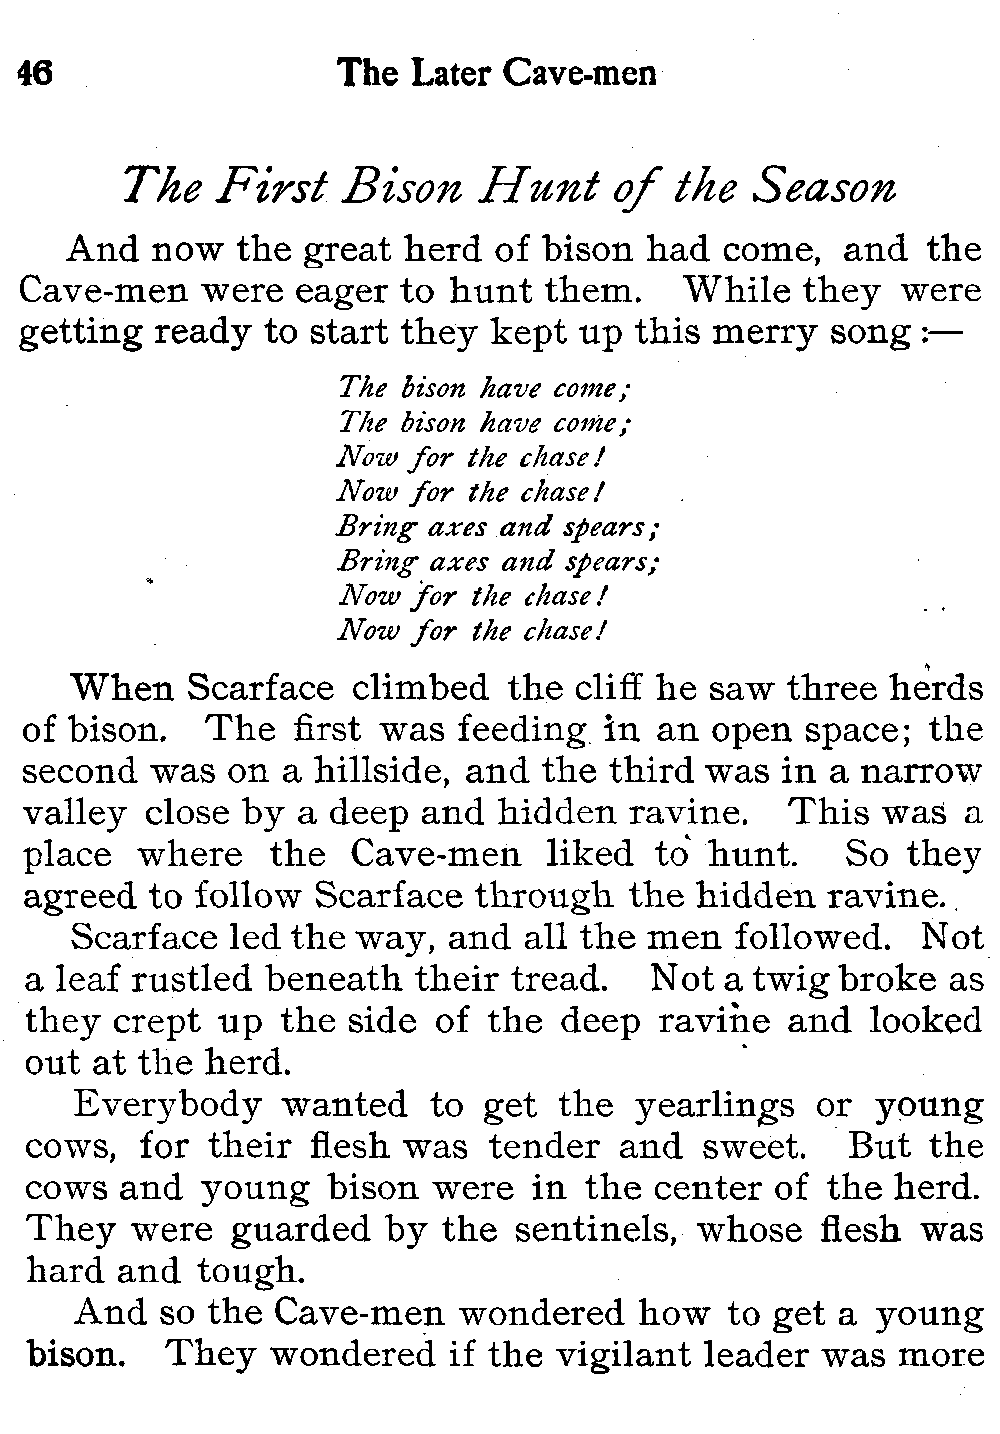 46 The Later Cave-men
The First Bison Hunt of the Season
And now the great herd of bison had come, and the
Cave-men were eager to hunt them. While they were
getting ready to start they kept up this merry song :—
The bison have come;
The bison have come;
Now for the chase!
Now for the chase!
Bring axes and spears;
Bring axes and spears;
Now for the chase!
Now for the chase!
When Scarface climbed the cliff he saw three herds
of bison. The first was feeding in an open space; the
second was on a hillside, and the third was in a narrow
valley close by a deep and hidden ravine. This was a
place where the Cave-men liked to hunt. So they
agreed to follow Scarface through the hidden ravine.
Scarface led the way, and all the men followed. Not
a leaf rustled beneath their tread. Not a twig broke as
they crept up the side of the deep ravine and looked
out at the herd.
Everybody wanted to get the yearlings or young
cows, for their flesh was tender and sweet. But the
cows and young bison were in the center of the herd.
They were guarded by the sentinels, whose flesh was
hard and tough.
And so the Cave-men wondered how to get a young
bison. They wondered if the vigilant leader was more